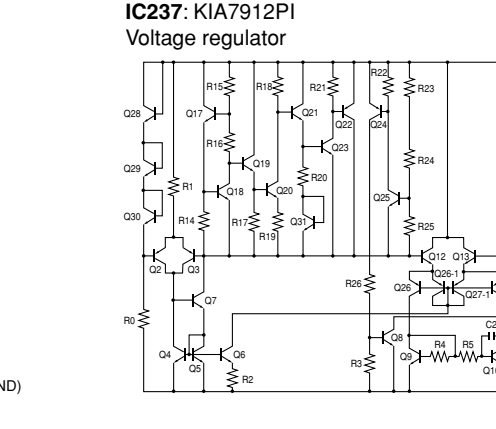 IC237: KIA7912PI
Voltage regulator
R15 R18 R21 R22 R23
Q28 Q17 Q21 Q22 Q24
R16 Q23
Q29 Q19 R24
R1 Q18 Q20 R20 Q25
Q30 R14 R17 R19 Q31 R25
Q2 Q3 Q12 Q13
R26 Q26 Q26-1 Q27-1
Q7
R0 Q8 C2
Q4 Q5 Q6 R3 Q9 R4 R5 Q10
R2
ND)